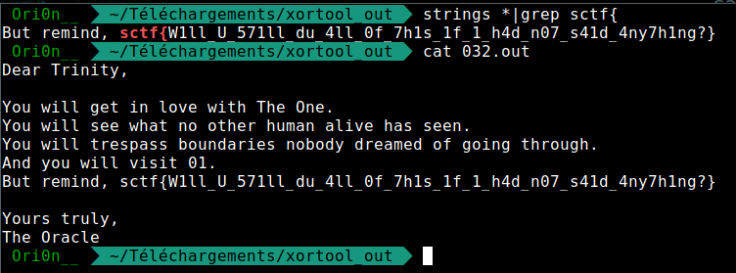 Ori0n__ ~/Téléchargements/xortool_out strings *|grep sctf{
But remind, sctf{W1ll_U_571ll_du_4ll_0f_7h1s_1f_1_h4d_n07_s41d_4ny7h1ng?}
Ori0n__ ~/Téléchargements/xortool_out cat 032.out
Dear Trinity,
You will get in love with The One.
You will see what no other human alive has seen.
You will trespass boundaries nobody dreamed of going through.
And you will visit 01.
But remind, sctf{W1ll_U_571ll_du_4ll_0f_7h1s_1f_1_h4d_n07_s41d_4ny7h1ng?}
Yours truly,
The Oracle
Ori0n__ ~/Téléchargements/xortool_out